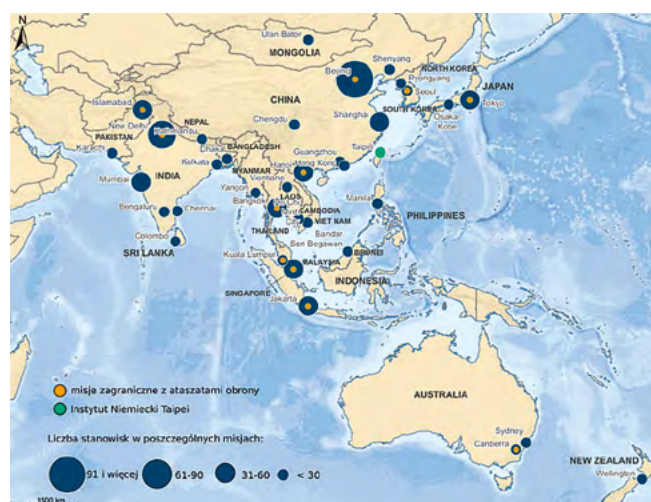 N
Ulan Bator
MONGOLIA
Shenyang
NORTH KOREA
Beijing
Pyongyang
JAPAN
Seoul
Tokyo
Islamabad
CHINA
SOUTH KOREA
Osaka-
Kobe
Shanghai
New Delhi
NEPAL
Chengdu
Kathmandu
PAKISTAN
Karachi
Dhaka
BANGLADESH
Guangzhou
Taipei
Kolkata
MYANMAR
Hanoi
Hong Kong
Mumbai
INDIA
Vientiane
Yangon
LAOS
Manila
PHILIPPINES
Bengaluru
Chennai
Bangkok
CAMBODIA
VIET NAM
THAILAND
Colombo
SRI LANKA
Bandar
Seri Begawan
BRUNEI
Kuala Lumpur
MALAYSIA
INDONESIA
SINGAPORE
Jakarta
AUSTRALIA
misje zagraniczne z ataszatami obrony
Instytut Niemiecki Taipei
Sydney
Canberra
Liczba stanowisk w poszczególnych misjach:
NEW ZEALAND
91 i więcej
61-90
31-60
< 30
Wellington
1500 km